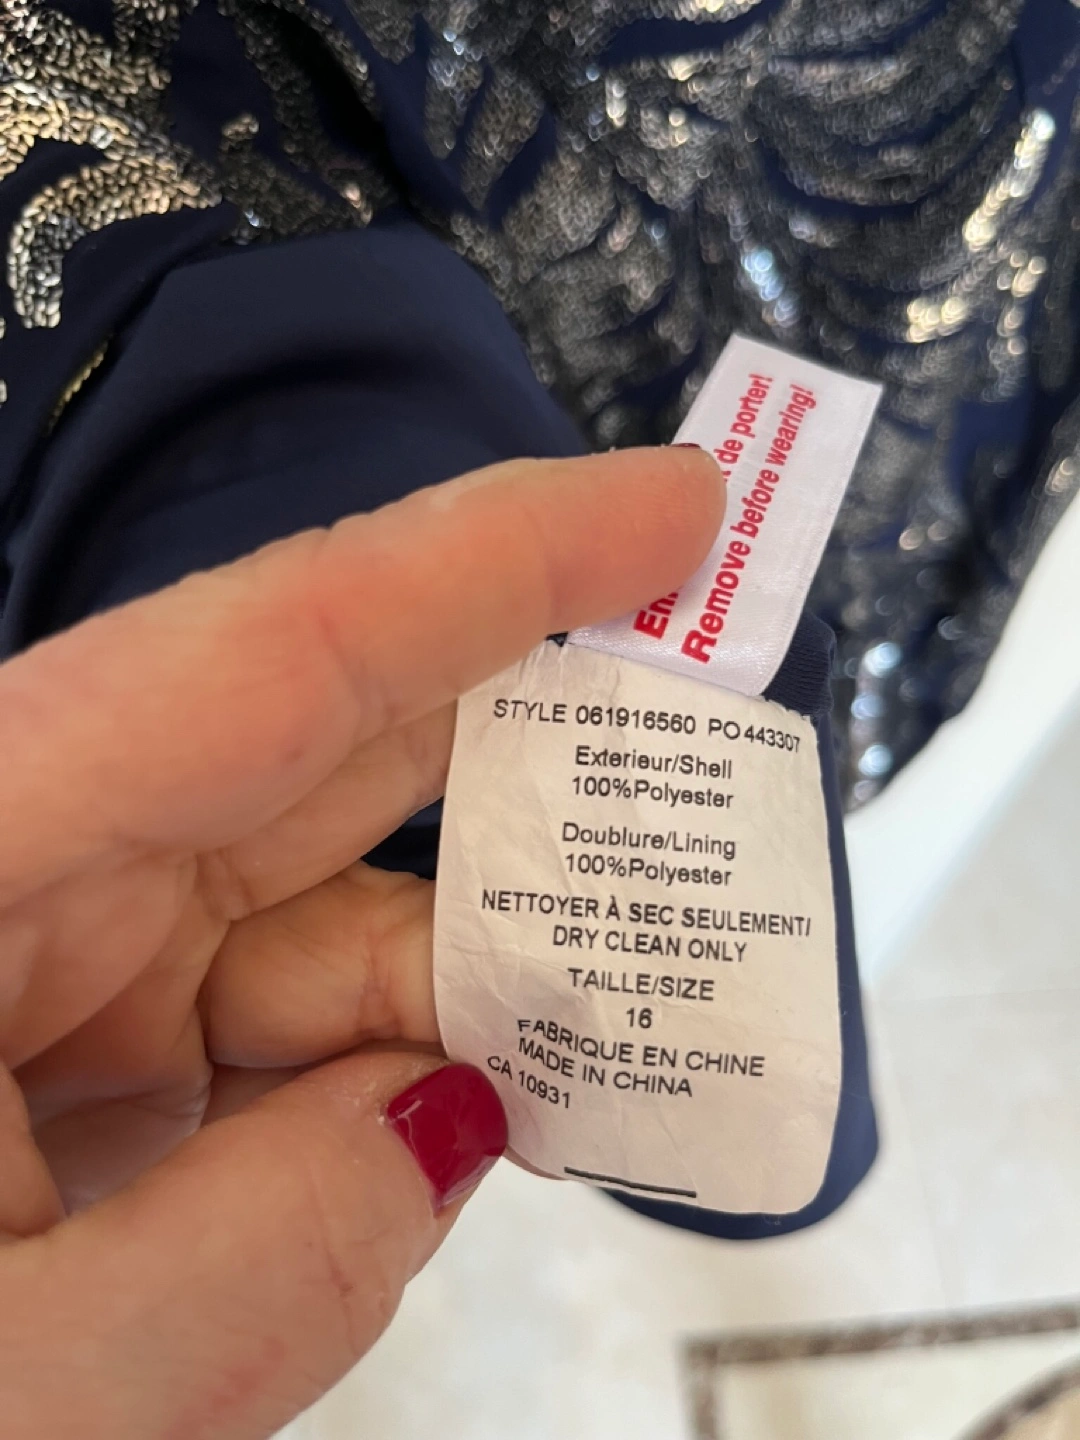 de porter!
Remove before wearing!
STYLE 061916560 PO 443307
Exterieur/Shell
100%Polyester
Doublure/Lining
100%Polyester
NETTOYER À SEC SEULEMENT/
DRY CLEAN ONLY
TAILLE/SIZE
16
FABRIQUE EN CHINE
MADE IN CHINA
CA 10931